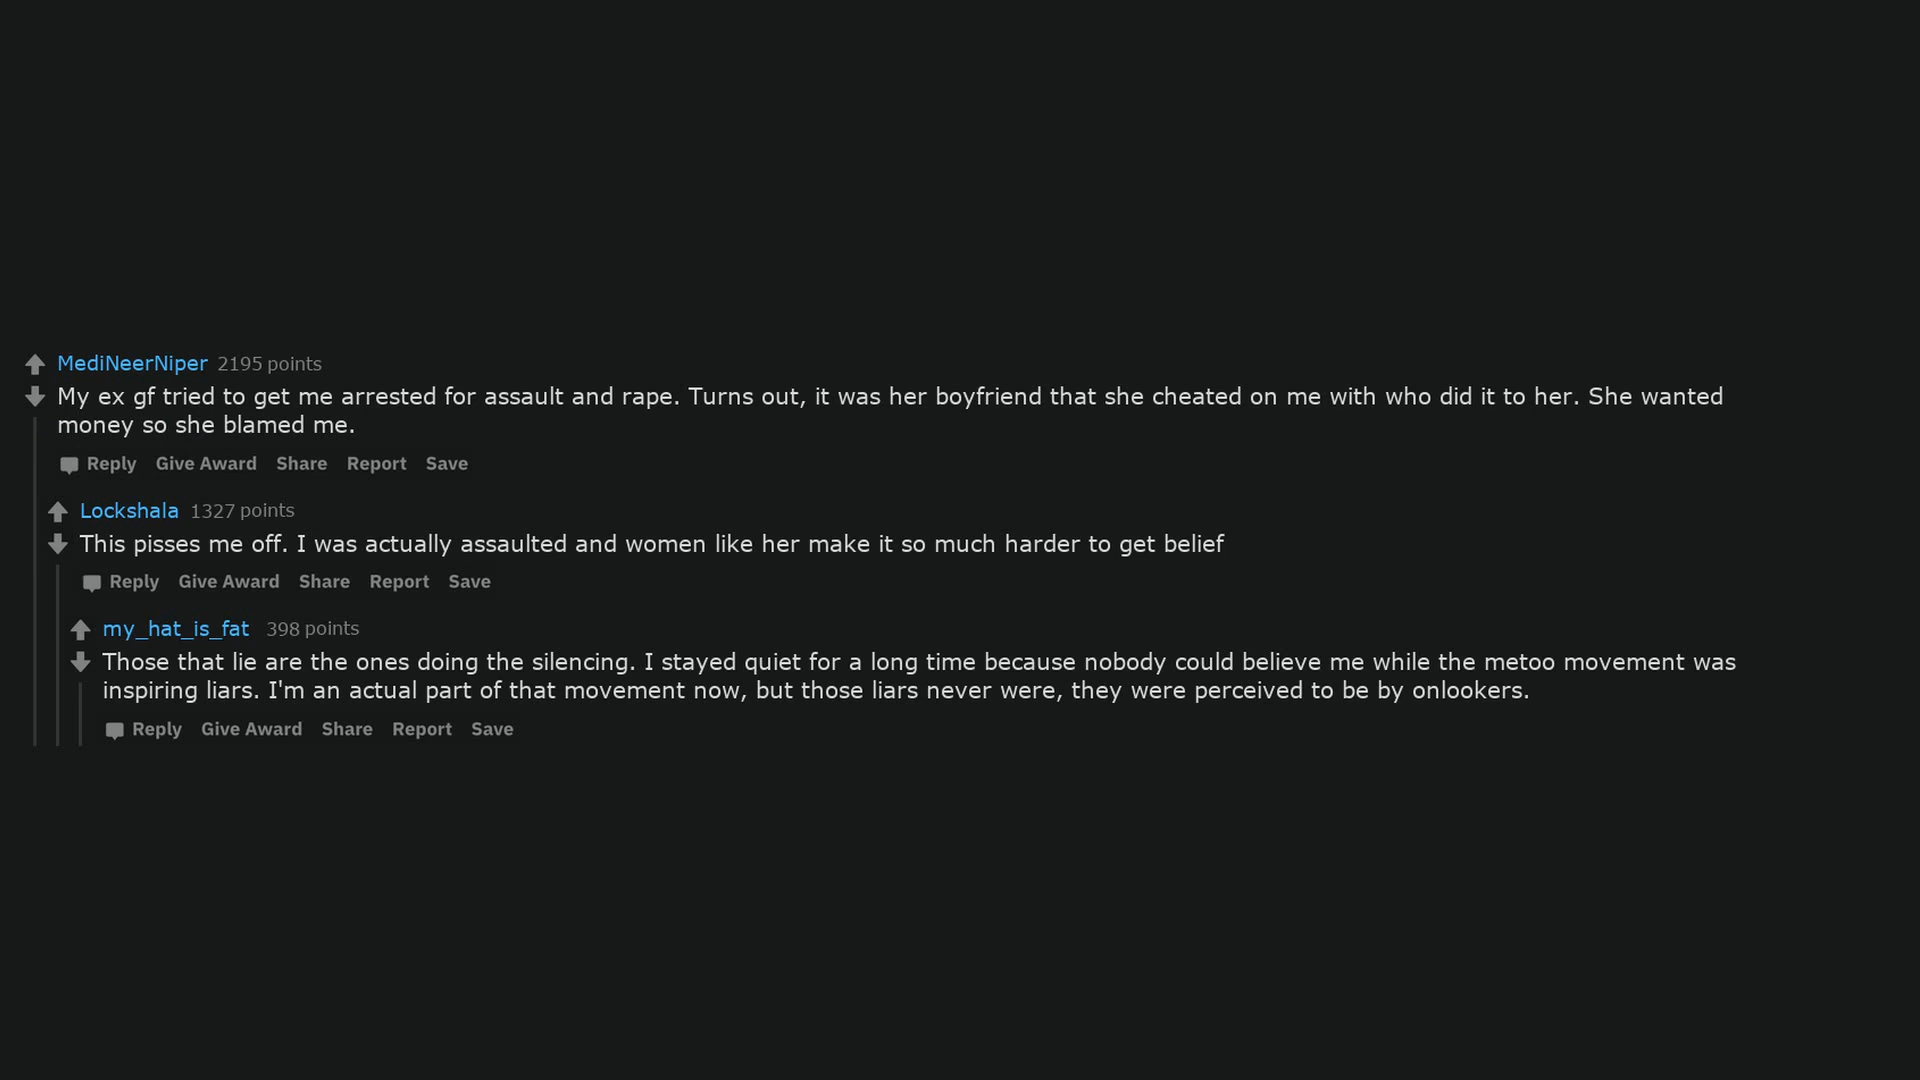 MediNeerNiper 2195 points
My ex gf tried to get me arrested for assault and rape. Turns out, it was her boyfriend that she cheated on me with who did it to her. She wanted
money so she blamed me.
Reply Give Award Share Report Save
Lockshala 1327 points
This pisses me off. I was actually assaulted and women like her make it so much harder to get belief
Reply Give Award Share Report Save
my_hat_is_fat 398 points
Those that lie are the ones doing the silencing. I stayed quiet for a long time because nobody could believe me while the metoo movement was
inspiring liars. I'm an actual part of that movement now, but those liars never were, they were perceived to be by onlookers.
Reply Give Award Share Report Save